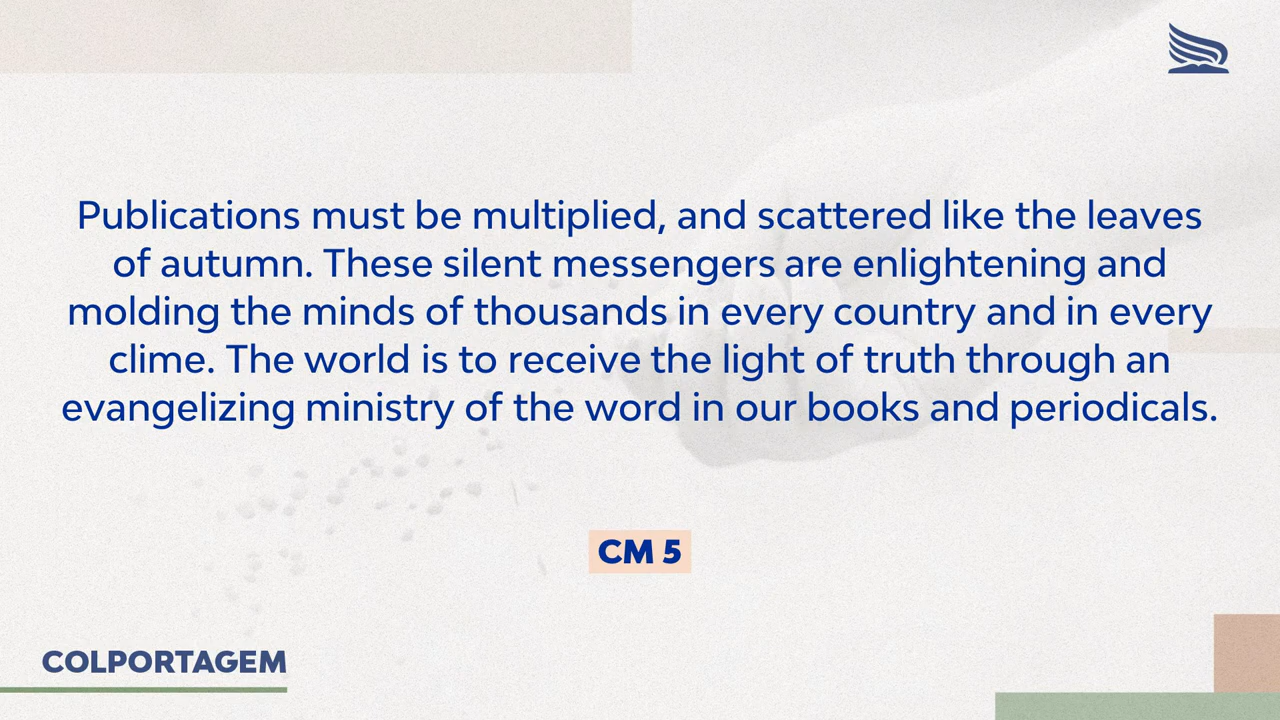 Publications must be multiplied, and scattered like the leaves
of autumn. These silent messengers are enlightening and
molding the minds of thousands in every country and in every
clime. The world is to receive the light of truth through an
evangelizing ministry of the word in our books and periodicals.
CM 5
COLPORTAGEM